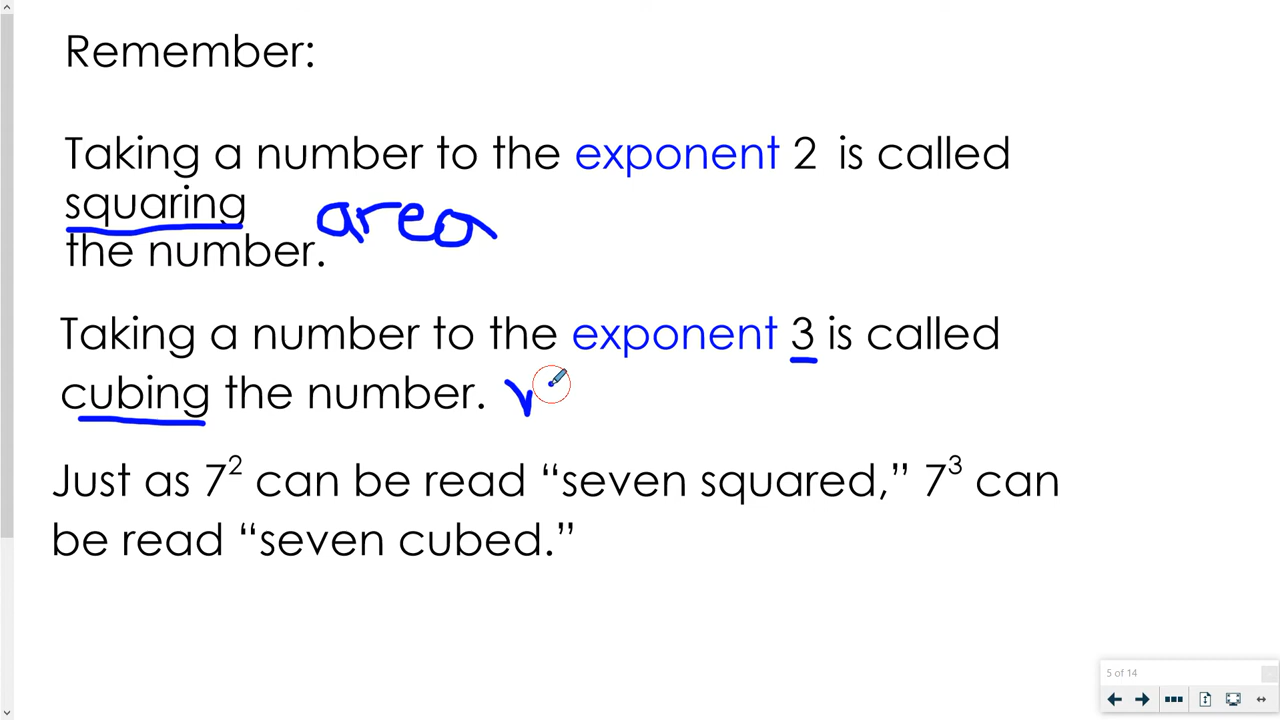 Remember:
Taking a number to the exponent 2 is called
squaring
area
the number.
Taking a number to the exponent 3 is called
cubing the number. v
Just as 7² can be read “seven squared,” 7³ can
be read “seven cubed.”
5 of 14